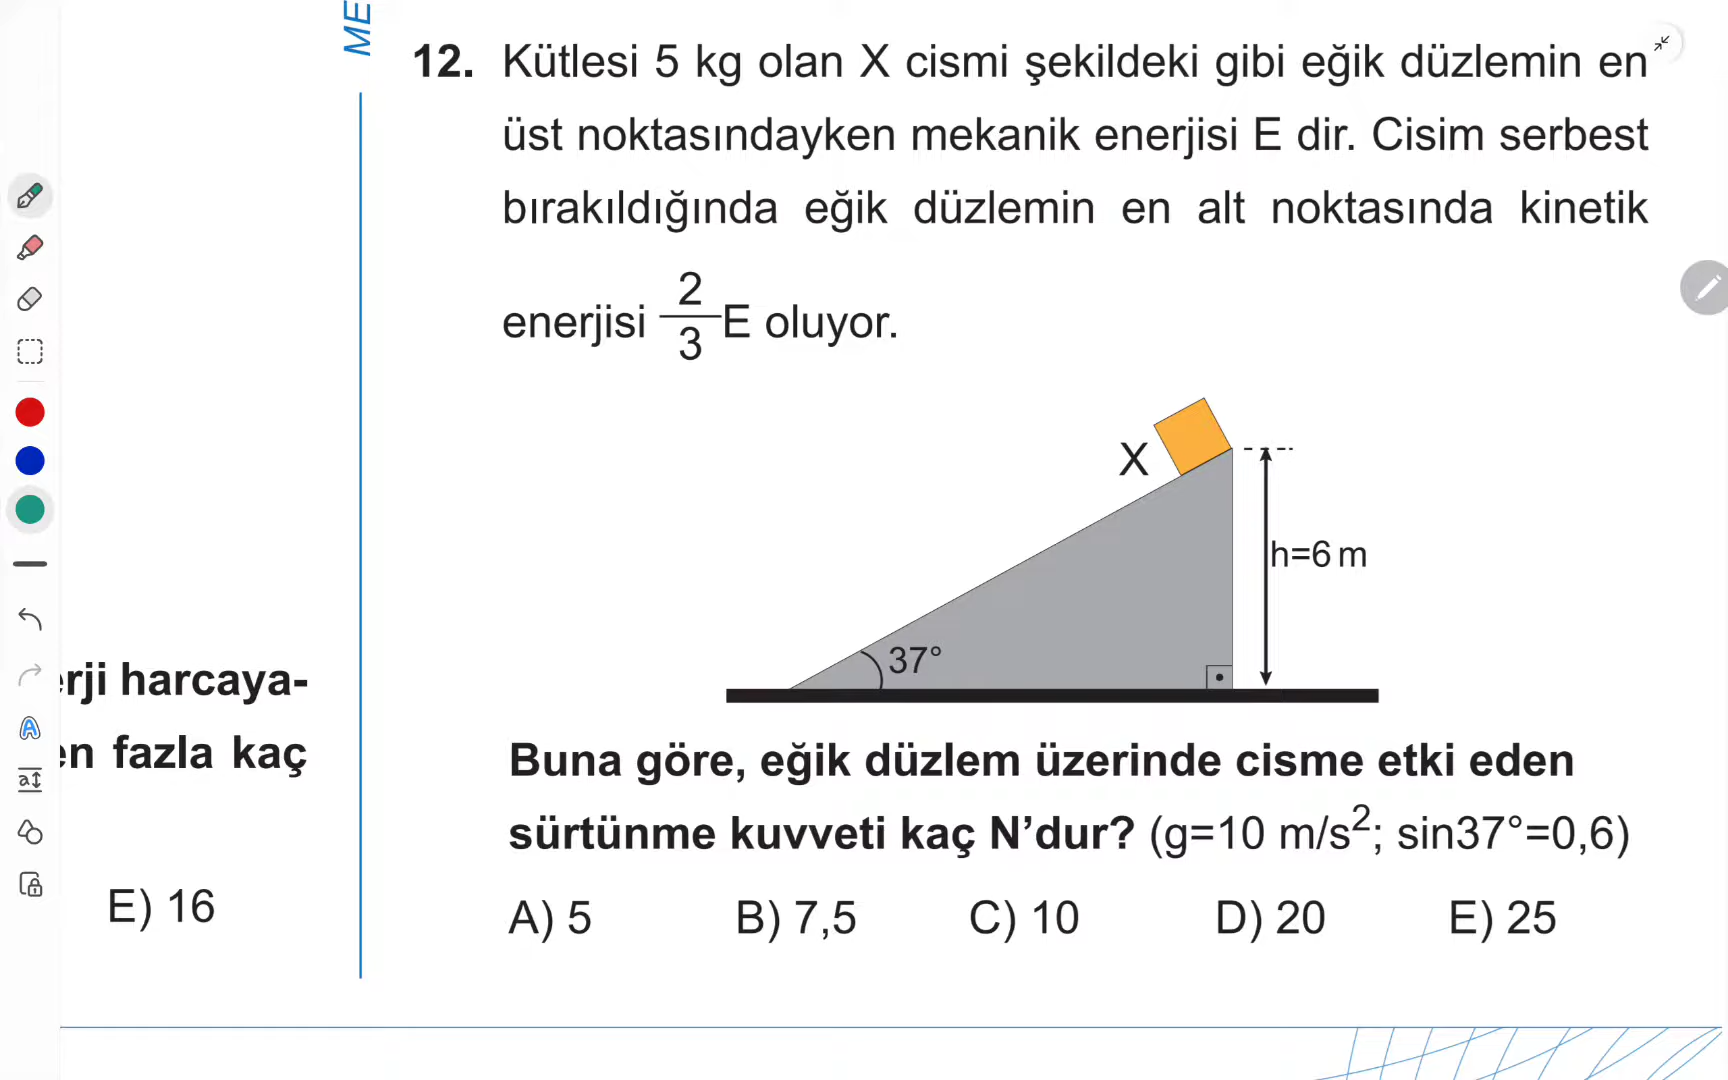 ME
12. Kütlesi 5 kg olan X cismi şekildeki gibi eğik düzlemin en
üst noktasındayken mekanik enerjisi E dir. Cisim serbest
bırakıldığında eğik düzlemin en alt noktasında kinetik
enerjisi 2/3 E oluyor.
X
h=6 m
37°
erji harcaya-
en fazla kaç
E) 16
Buna göre, eğik düzlem üzerinde cisme etki eden
sürtünme kuvveti kaç N'dur? (g=10 m/s²; sin37°=0,6)
A) 5 B) 7,5 C) 10 D) 20 E) 25